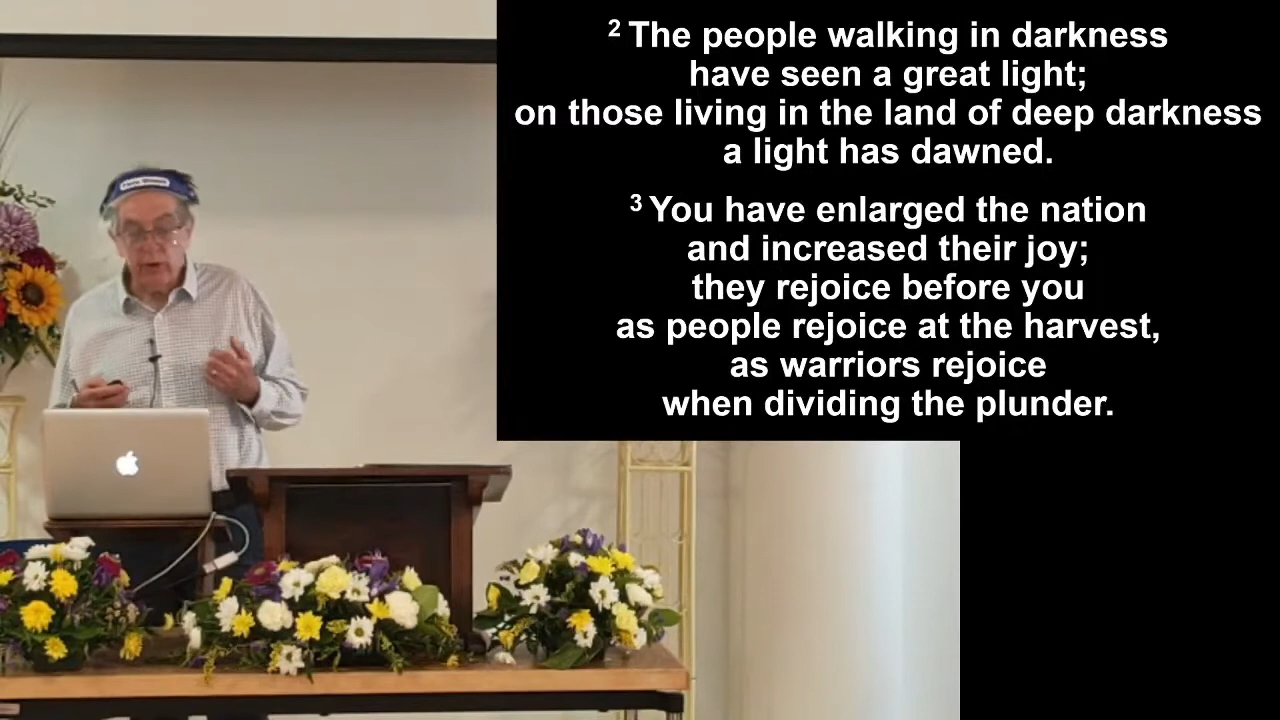 2 The people walking in darkness
have seen a great light;
on those living in the land of deep darkness
a light has dawned.
3 You have enlarged the nation
and increased their joy;
they rejoice before you
as people rejoice at the harvest,
as warriors rejoice
when dividing the plunder.